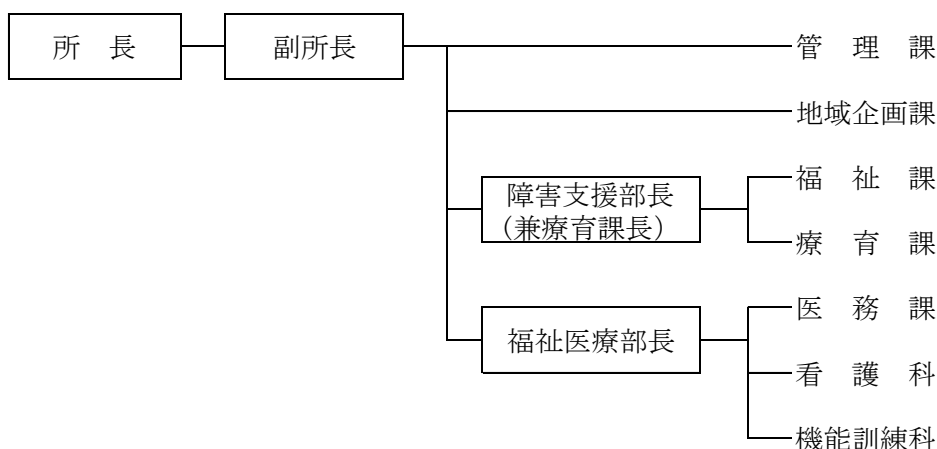 所　長
副所長
管　理　課
地域企画課
障害支援部長
（兼療育課長）
福　祉　課
療　育　課
福祉医療部長
医　務　課
看　護　科
機能訓練科